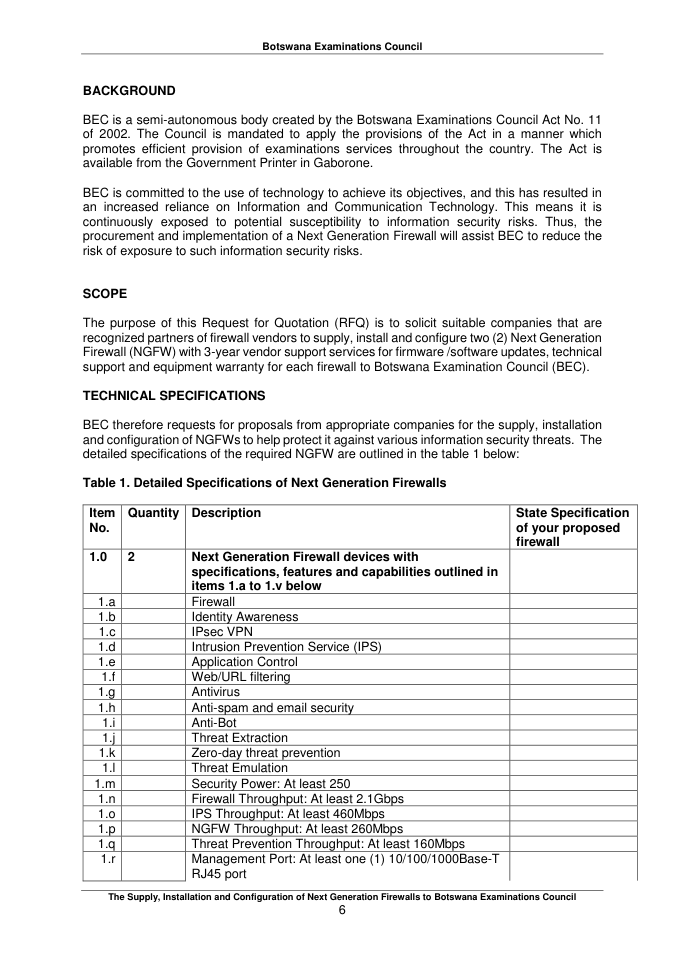 Botswana Examinations Council
BACKGROUND
BEC is a semi-autonomous body created by the Botswana Examinations Council Act No. 11
of 2002. The Council is mandated to apply the provisions of the Act in a manner which
promotes efficient provision of examinations services throughout the country. The Act is
available from the Government Printer in Gaborone.
BEC is committed to the use of technology to achieve its objectives, and this has resulted in
an increased reliance on Information and Communication Technology. This means it is
continuously exposed to potential susceptibility to information security risks. Thus, the
procurement and implementation of a Next Generation Firewall will assist BEC to reduce the
risk of exposure to such information security risks.
SCOPE
The purpose of this Request for Quotation (RFQ) is to solicit suitable companies that are
recognized partners of firewall vendors to supply, install and configure two (2) Next Generation
Firewall (NGFW) with 3-year vendor support services for firmware /software updates, technical
support and equipment warranty for each firewall to Botswana Examination Council (BEC).
TECHNICAL SPECIFICATIONS
BEC therefore requests for proposals from appropriate companies for the supply, installation
and configuration of NGFWs to help protect it against various information security threats. The
detailed specifications of the required NGFW are outlined in the table 1 below:
Table 1. Detailed Specifications of Next Generation Firewalls
Item Quantity Description State Specification
No. of your proposed
firewall
1.0 2 Next Generation Firewall devices with
specifications, features and capabilities outlined in
items 1.a to 1.v below
1.a Firewall
1.b Identity Awareness
1.c IPsec VPN
1.d Intrusion Prevention Service (IPS)
1.e Application Control
1.f Web/URL filtering
1.g Antivirus
1.h Anti-spam and email security
1.i Anti-Bot
1.j Threat Extraction
1.k Zero-day threat prevention
1.l Threat Emulation
1.m Security Power: At least 250
1.n Firewall Throughput: At least 2.1Gbps
1.o IPS Throughput: At least 460Mbps
1.p NGFW Throughput: At least 260Mbps
1.q Threat Prevention Throughput: At least 160Mbps
1.r Management Port: At least one (1) 10/100/1000Base-T
RJ45 port
The Supply, Installation and Configuration of Next Generation Firewalls to Botswana Examinations Council
6